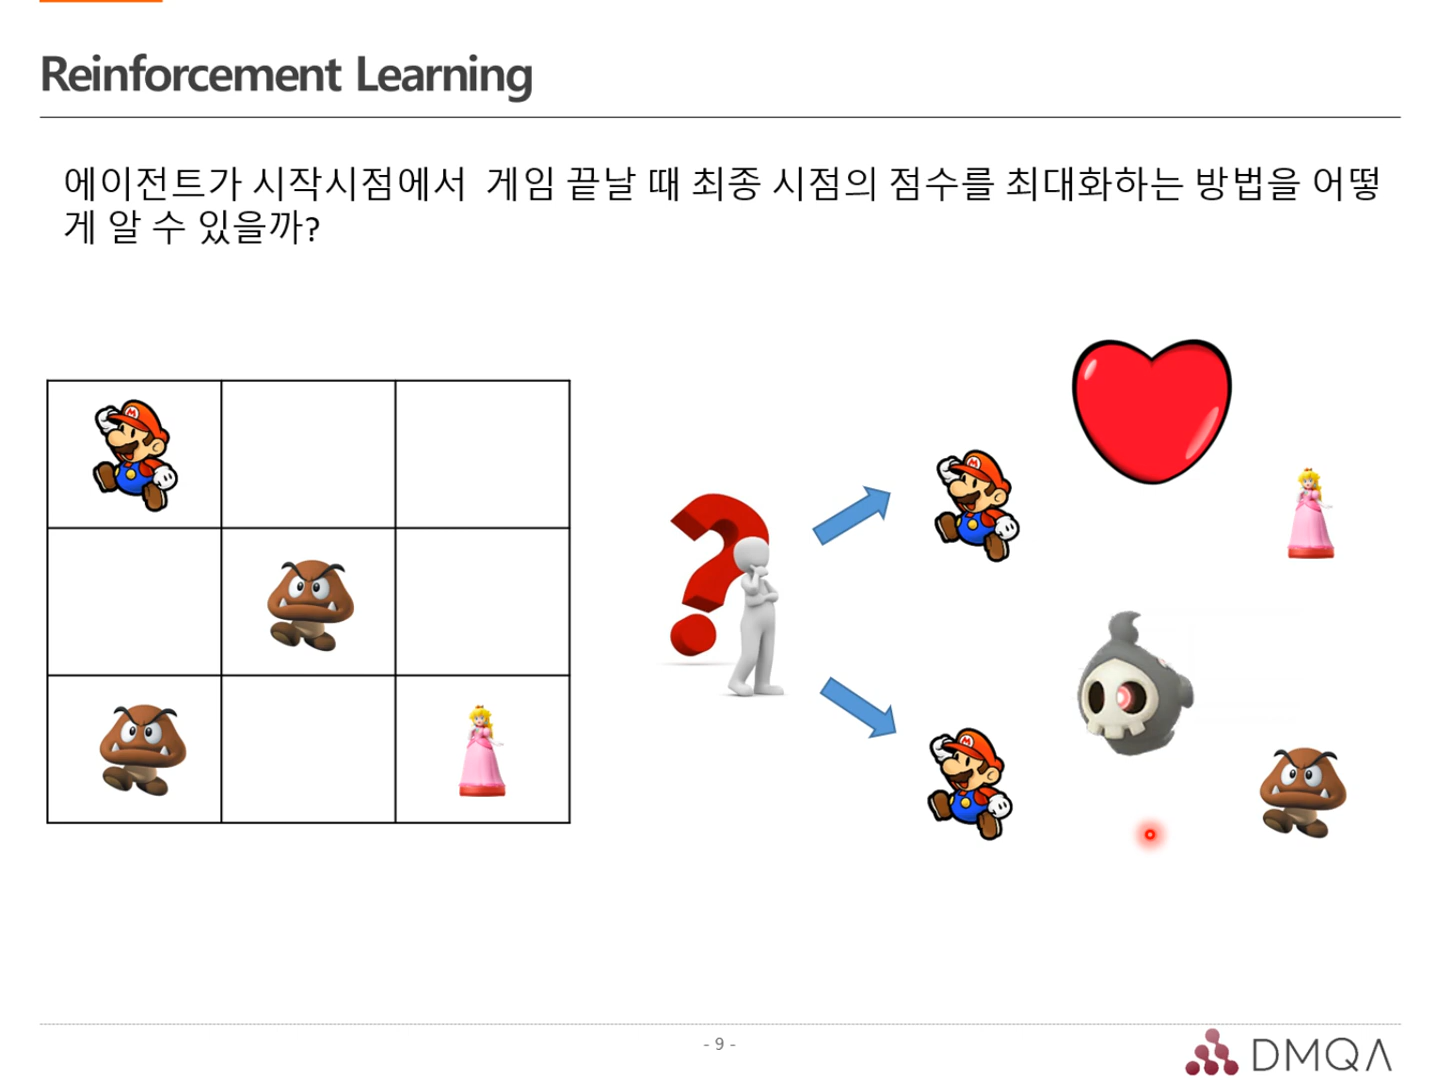 Reinforcement Learning
에이전트가 시작시점에서 게임 끝날 때 최종 시점의 점수를 최대화하는 방법을 어떻
게 알 수 있을까?
- 9 -
DMQA